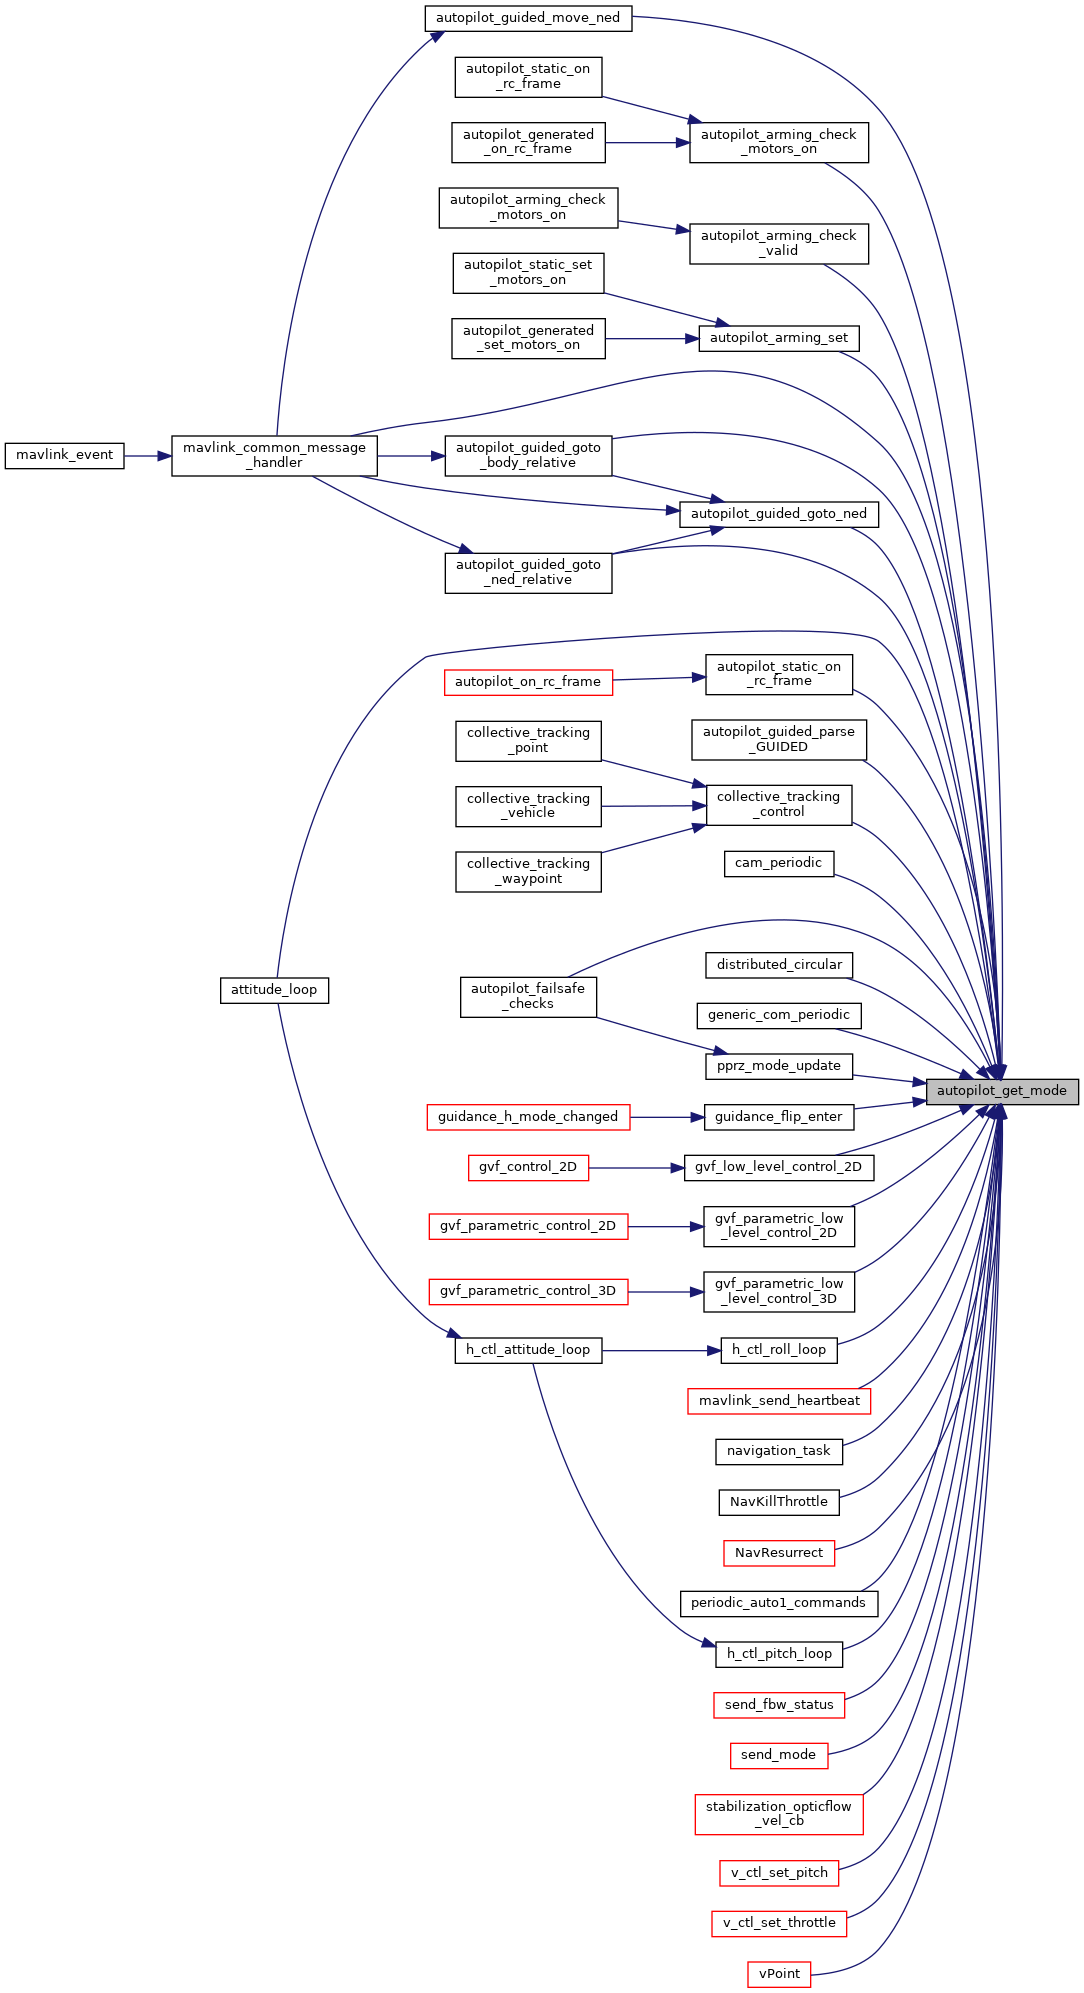 autopilot_guided_move_ned
autopilot_static_on
_rc_frame
autopilot_generated
_on_rc_frame
autopilot_arming_check
_motors_on
autopilot_arming_check
_motors_on
autopilot_arming_check
_valid
autopilot_static_set
_motors_on
autopilot_generated
_set_motors_on
autopilot_arming_set
mavlink_event
mavlink_common_message
_handler
autopilot_guided_goto
_body_relative
autopilot_guided_goto_ned
autopilot_guided_goto
_ned_relative
autopilot_on_rc_frame
autopilot_static_on
_rc_frame
autopilot_guided_parse
_GUIDED
collective_tracking
_point
collective_tracking
_vehicle
collective_tracking
_control
collective_tracking
_waypoint
cam_periodic
attitude_loop
autopilot_failsafe
_checks
distributed_circular
generic_com_periodic
pprz_mode_update
autopilot_get_mode
guidance_h_mode_changed
guidance_flip_enter
gvf_control_2D
gvf_low_level_control_2D
gvf_parametric_control_2D
gvf_parametric_low
_level_control_2D
gvf_parametric_control_3D
gvf_parametric_low
_level_control_3D
h_ctl_attitude_loop
h_ctl_roll_loop
mavlink_send_heartbeat
navigation_task
NavKillThrottle
NavResurrect
periodic_auto1_commands
h_ctl_pitch_loop
send_fbw_status
send_mode
stabilization_opticflow
_vel_cb
v_ctl_set_pitch
v_ctl_set_throttle
vPoint